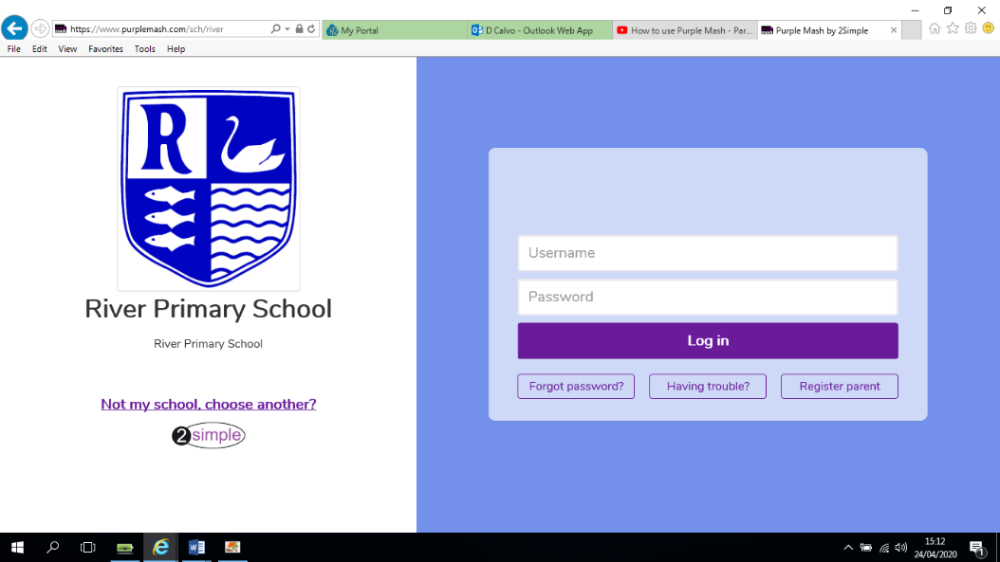 https://www.purplemash.com/sch/river
My Portal
D Calvo - Outlook Web App
How to use Purple Mash - Par...
Purple Mash by 2Simple
File Edit View Favorites Tools Help
R
River Primary School
River Primary School
Not my school, choose another?
2simple
Username
Password
Log in
Forgot password? Having trouble? Register parent
15:12
24/04/2020
1